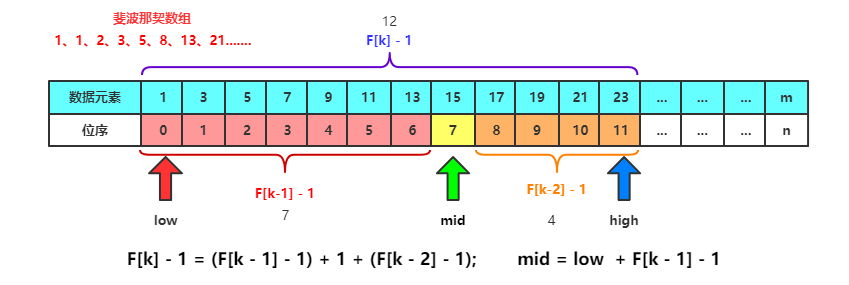 斐波那契数组
1、1、2、3、5、8、13、21.......
12
F[k] - 1
数据元素 1 3 5 7 9 11 13 15 17 19 21 23 ... ... ... m
位序 0 1 2 3 4 5 6 7 8 9 10 11 ... ... ... n
F[k-1] - 1
7
F[k-2] - 1
4
low
mid
high
F[k] - 1 = (F[k - 1] - 1) + 1 + (F[k - 2] - 1); mid = low + F[k - 1] - 1